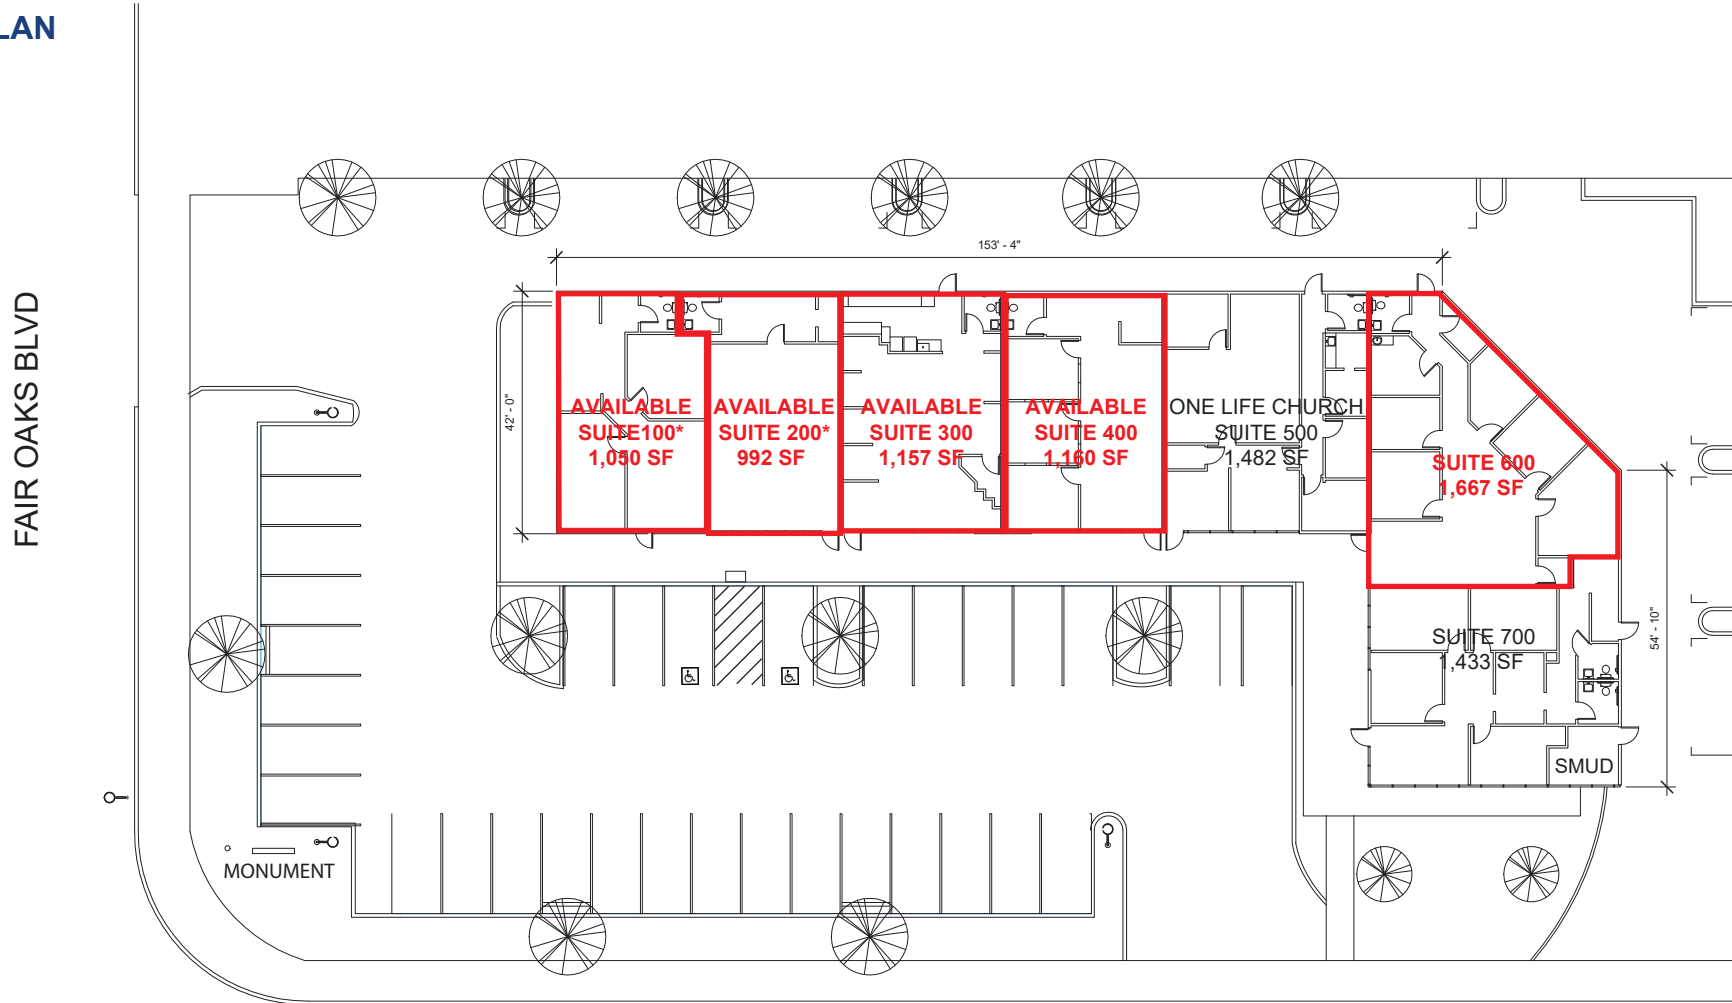 LAN
FAIR OAKS BLVD
153' - 4"
42' - 0"
AVAILABLE
SUITE100*
1,050 SF
AVAILABLE
SUITE 200*
992 SF
AVAILABLE
SUITE 300
1,157 SF
AVAILABLE
SUITE 400
1,160 SF
ONE LIFE CHURCH
SUITE 500
1,482 SF
SUITE 600
1,667 SF
SUITE 700
1,433 SF
54' - 10"
SMUD
MONUMENT